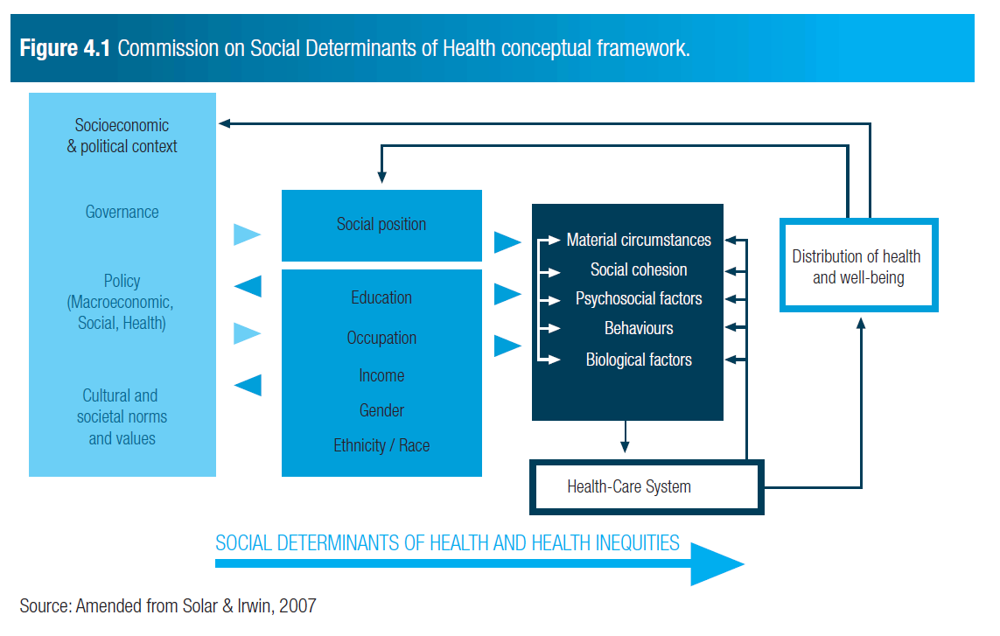 Figure 4.1 Commission on Social Determinants of Health conceptual framework.
Socioeconomic
& political context
Governance
Policy
(Macroeconomic,
Social, Health)
Cultural and
societal norms
and values
Social position
Education
Occupation
Income
Gender
Ethnicity / Race
Material circumstances
Social cohesion
Psychosocial factors
Behaviours
Biological factors
Health-Care System
Distribution of health
and well-being
SOCIAL DETERMINANTS OF HEALTH AND HEALTH INEQUITIES
Source: Amended from Solar & Irwin, 2007